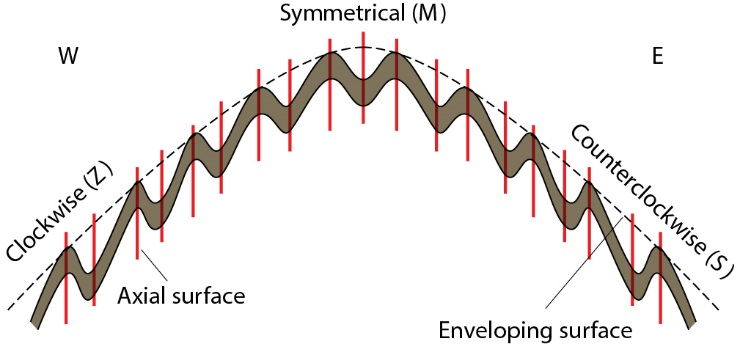 Symmetrical (M)
W
E
Clockwise (Z)
Counterclockwise (S)
Axial surface
Enveloping surface